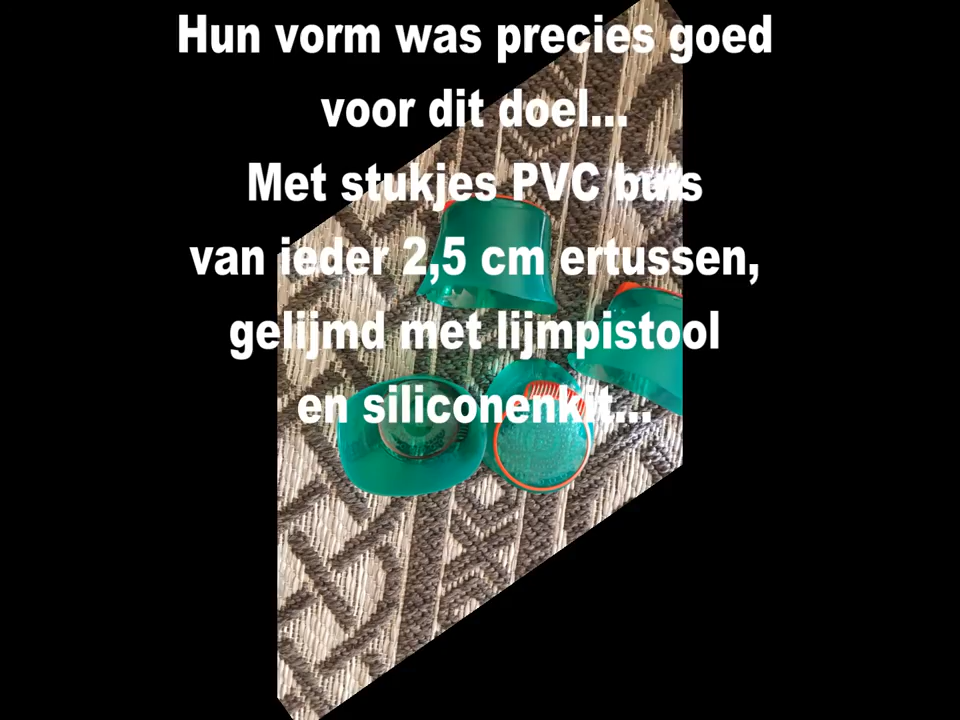 Hun vorm was precies goed
voor dit doel...
Met stukjes PVC buis
van ieder 2,5 cm ertussen,
gelijmd met lijmpistool
en siliconenkit...